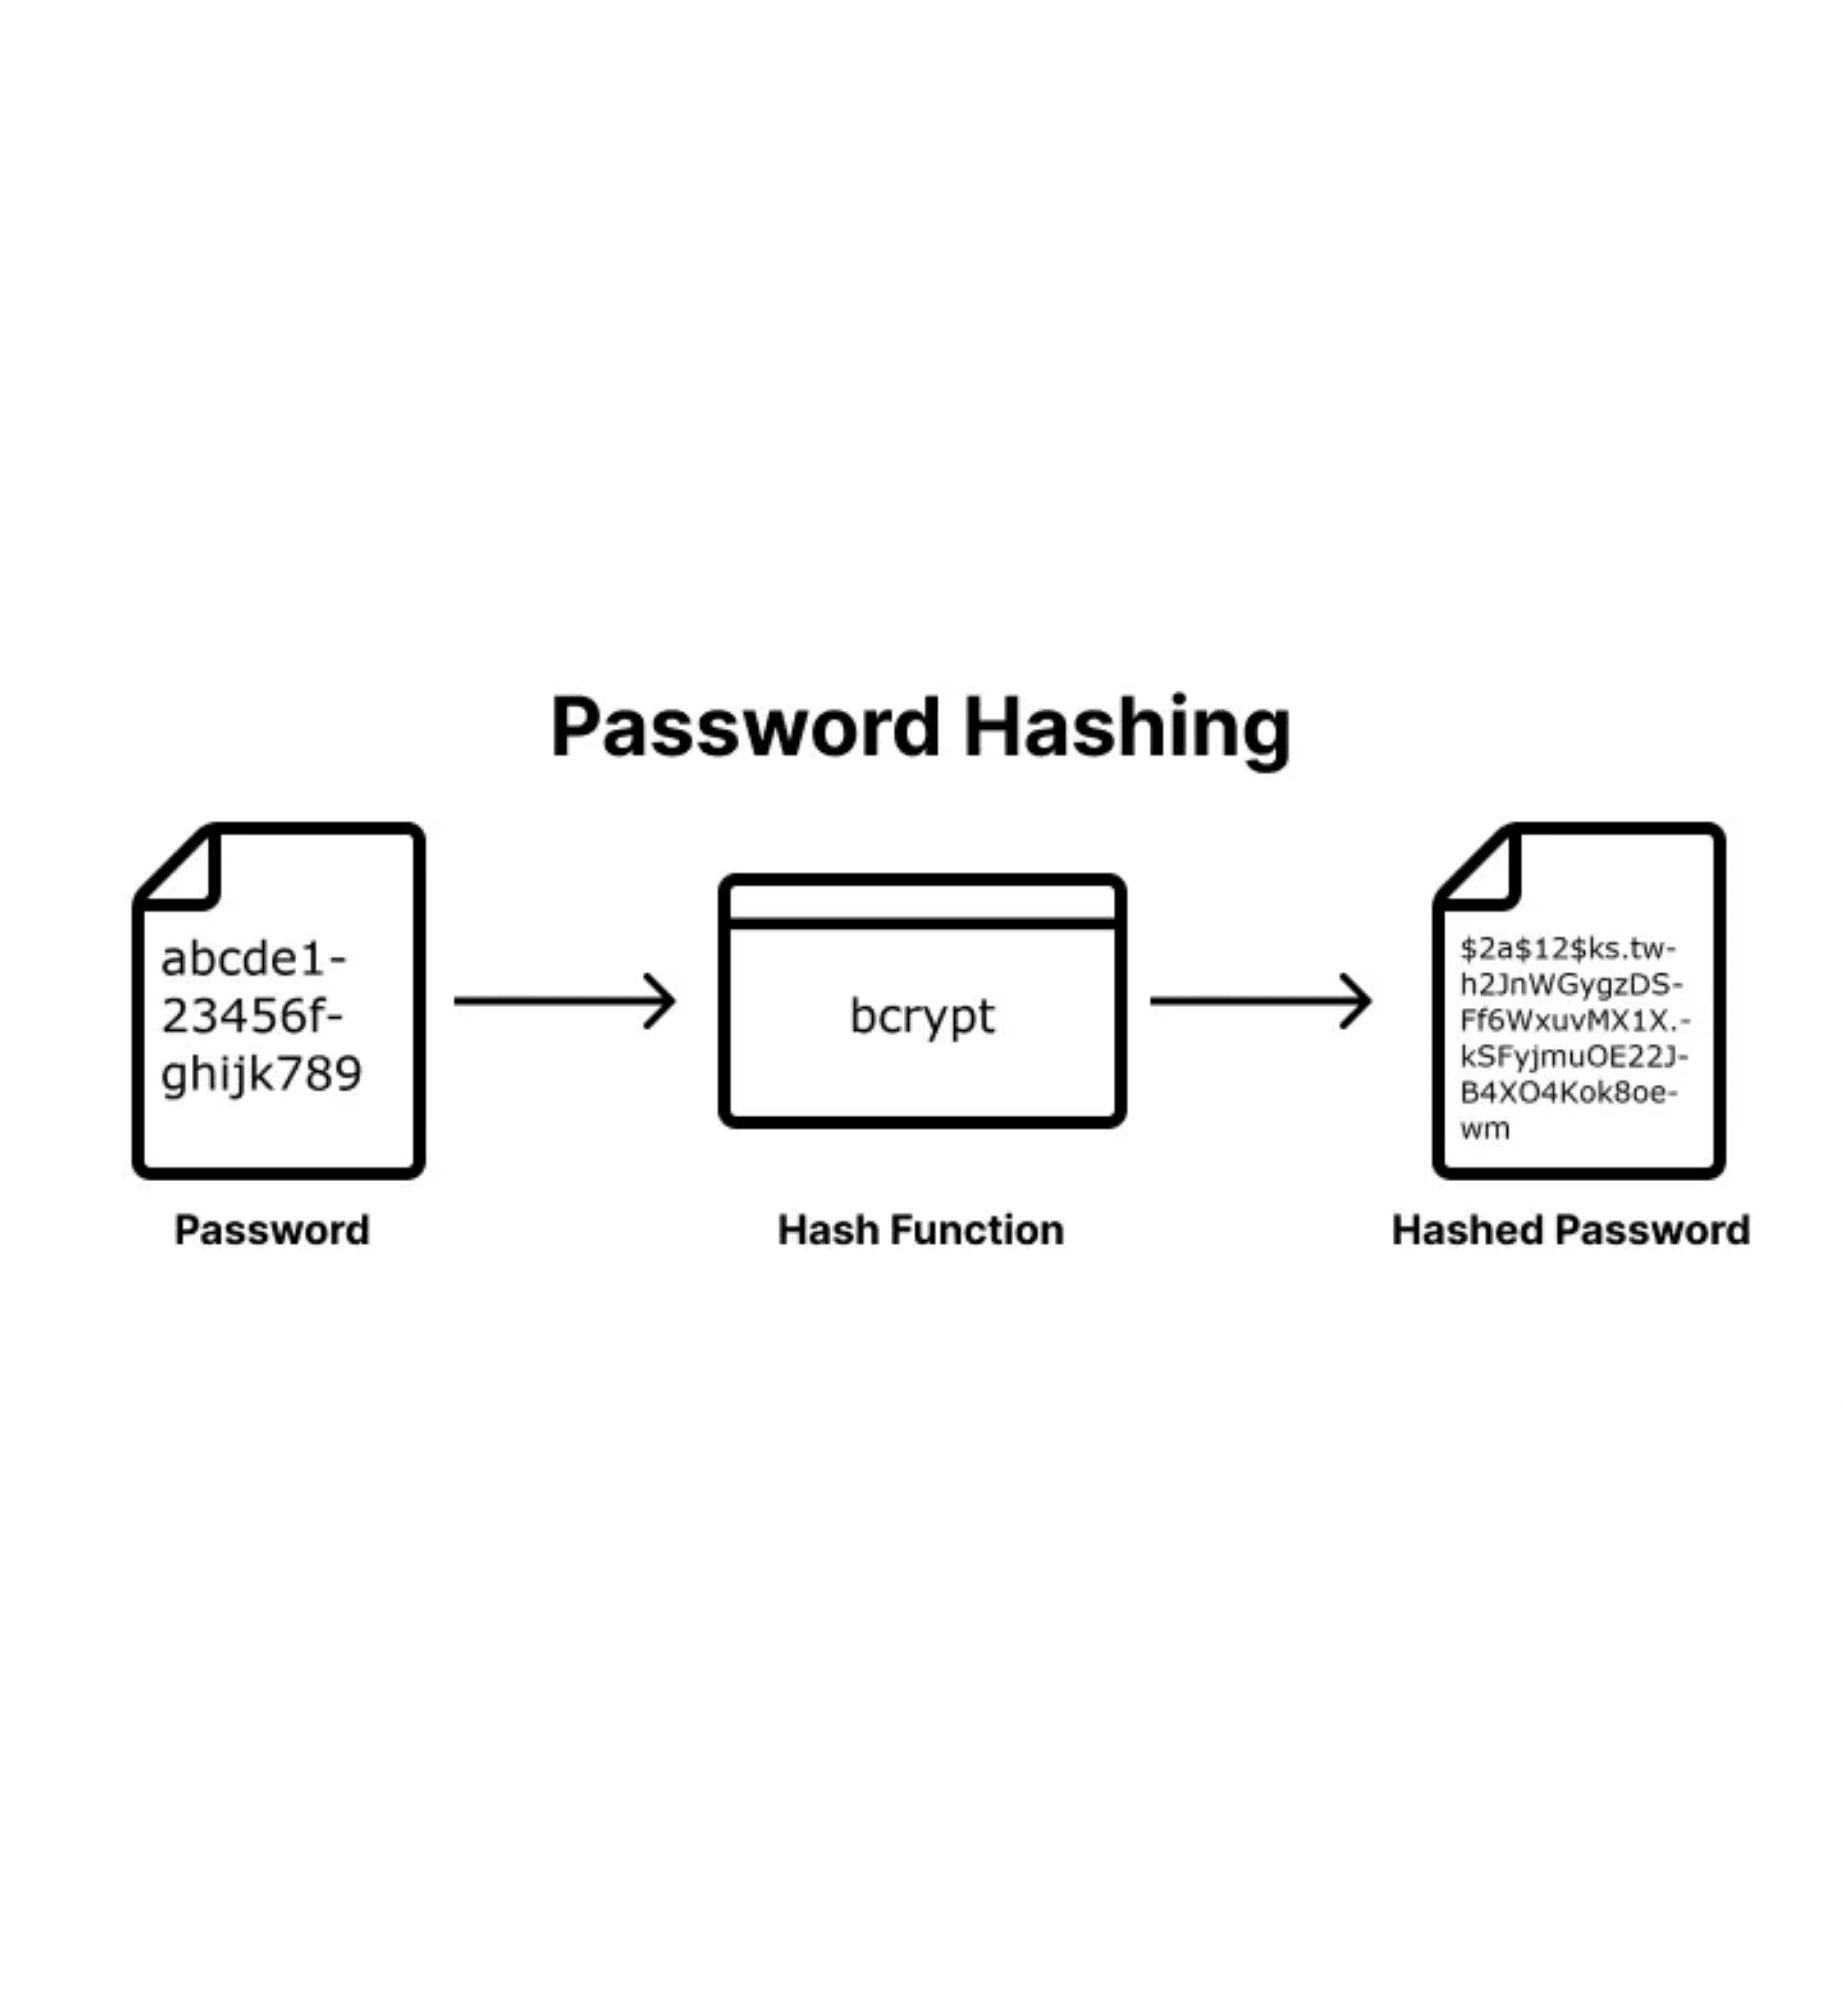 Password Hashing
abcde1-
23456f-
ghijk789
Password
bcrypt
Hash Function
$2a$12$ks.tw-
h2JnWGygzDS-
Ff6WxuvMX1X.-
kSFyjmuOE22J-
B4XO4Kok8oe-
wm
Hashed Password